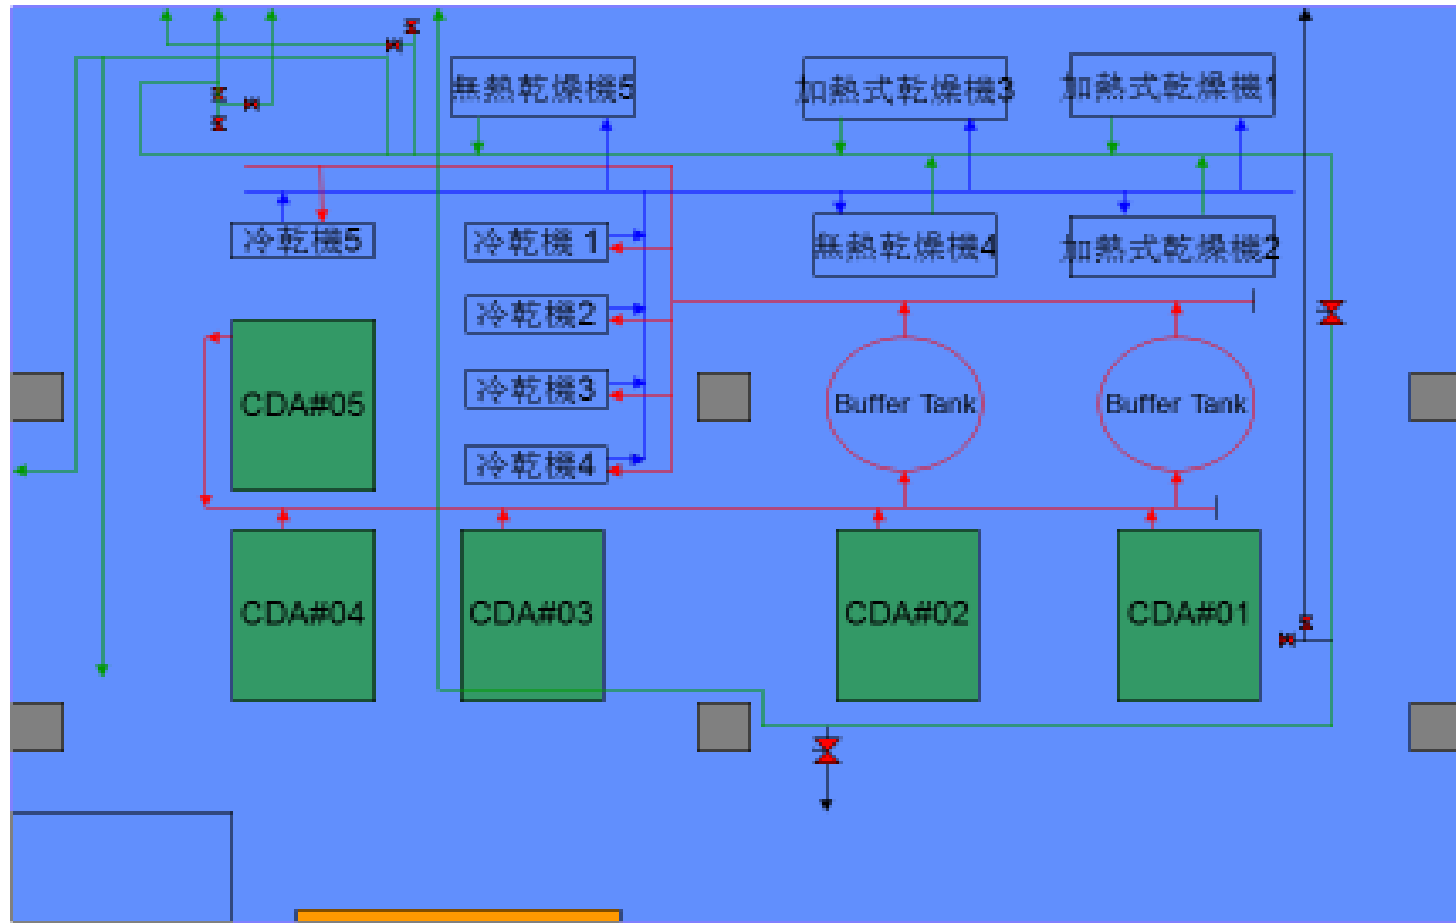 無熱乾燥機5
加熱式乾燥機3
加熱式乾燥機1
冷乾機5
冷乾機 1
無熱乾燥機4
加熱式乾燥機2
冷乾機2
冷乾機3
冷乾機4
CDA#05
Buffer Tank
Buffer Tank
CDA#04
CDA#03
CDA#02
CDA#01